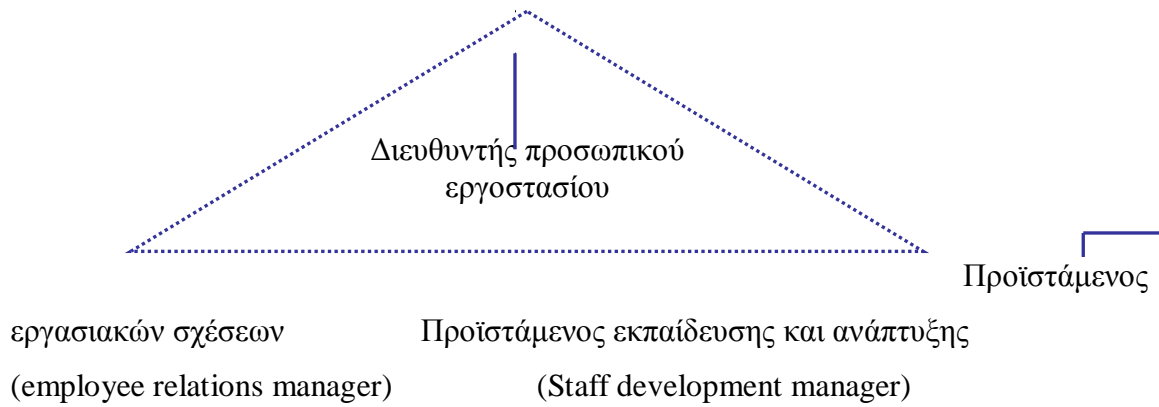 Διευθυντής προσωπικού
εργοστασίου
Προϊστάμενος
εργασιακών σχέσεων Προϊστάμενος εκπαίδευσης και ανάπτυξης
(employee relations manager) (Staff development manager)